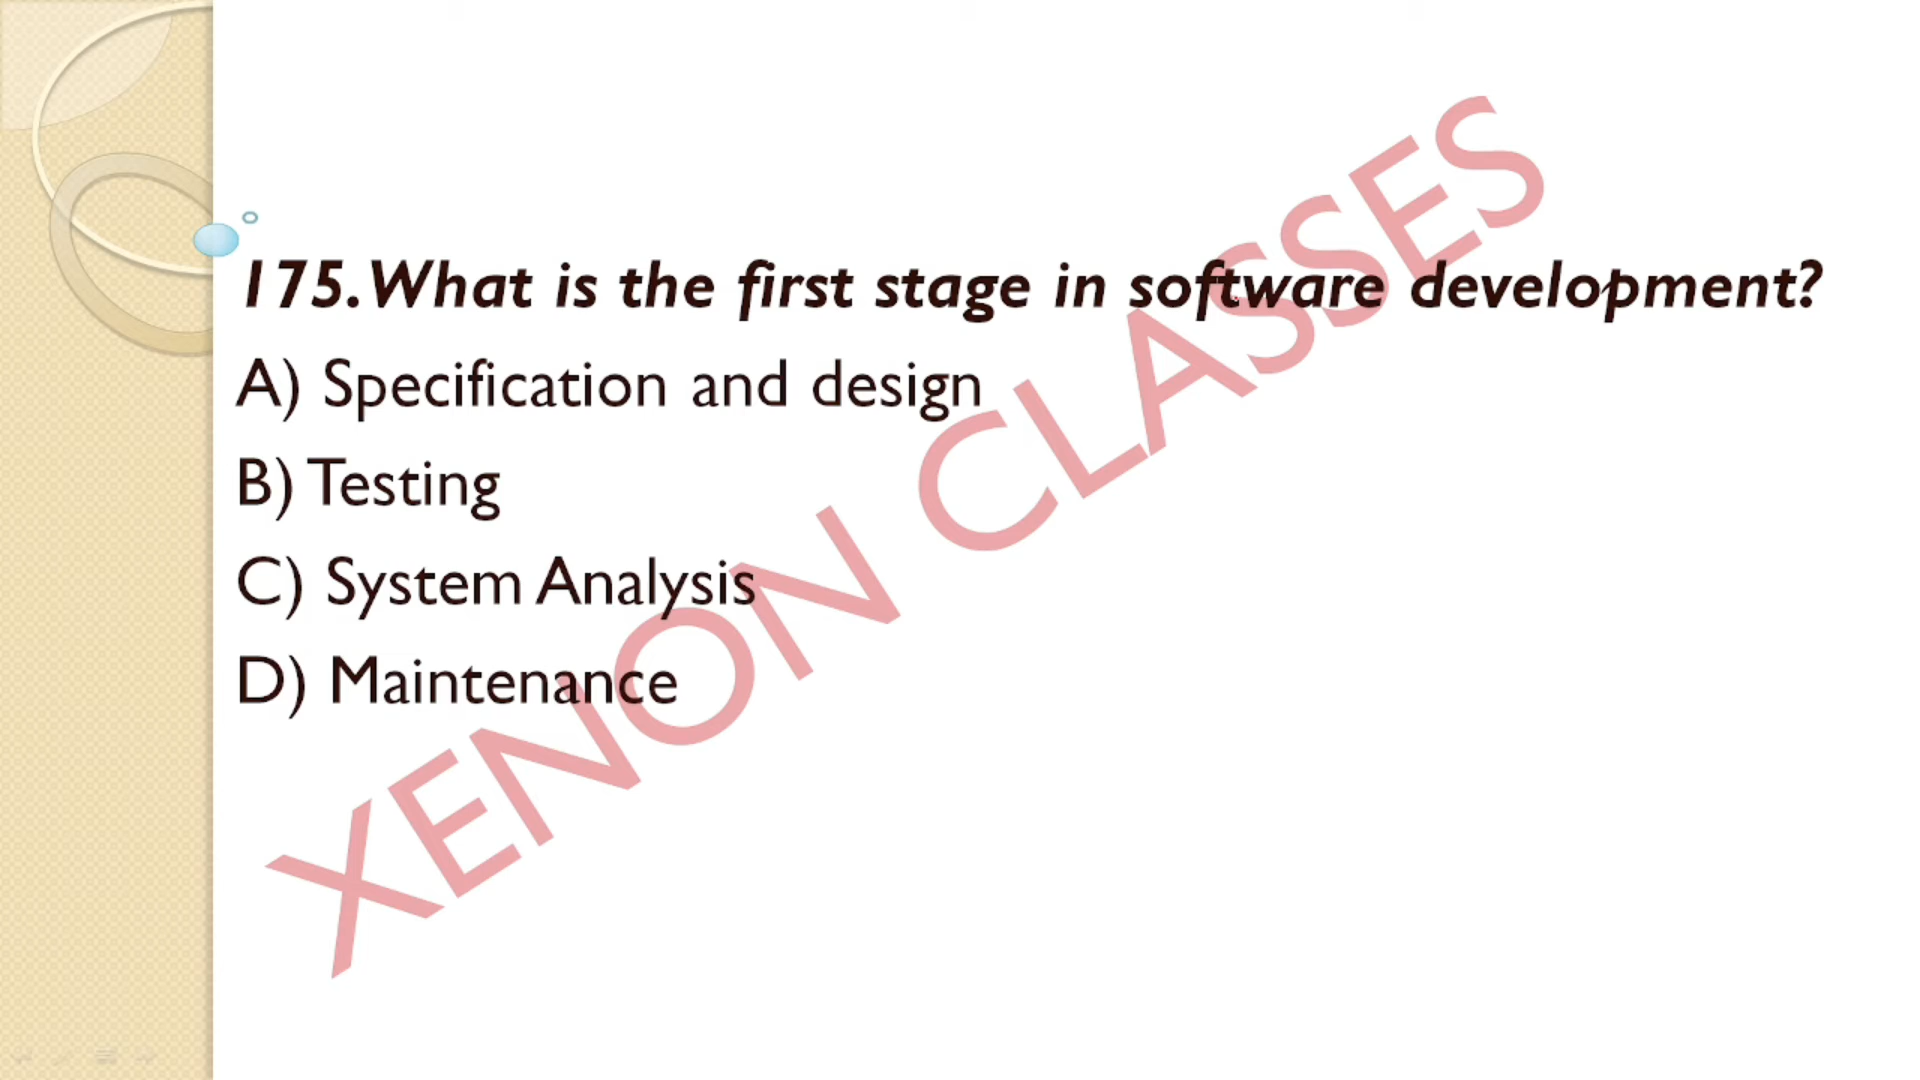 175. What is the first stage in software development?
A) Specification and design
B) Testing
C) System Analysis
D) Maintenance
XENON CLASSES